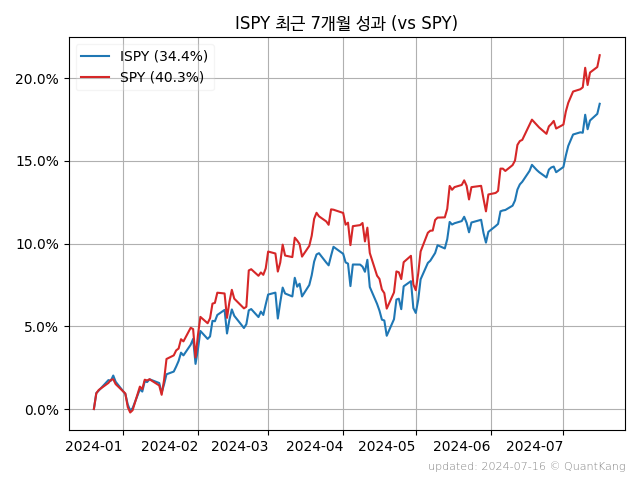 ISPY 최근 7개월 성과 (vs SPY)
ISPY (34.4%)
SPY (40.3%)
20.0%
15.0%
10.0%
5.0%
0.0%
2024-01 2024-02 2024-03 2024-04 2024-05 2024-06 2024-07
updated: 2024-07-16 © QuantKang